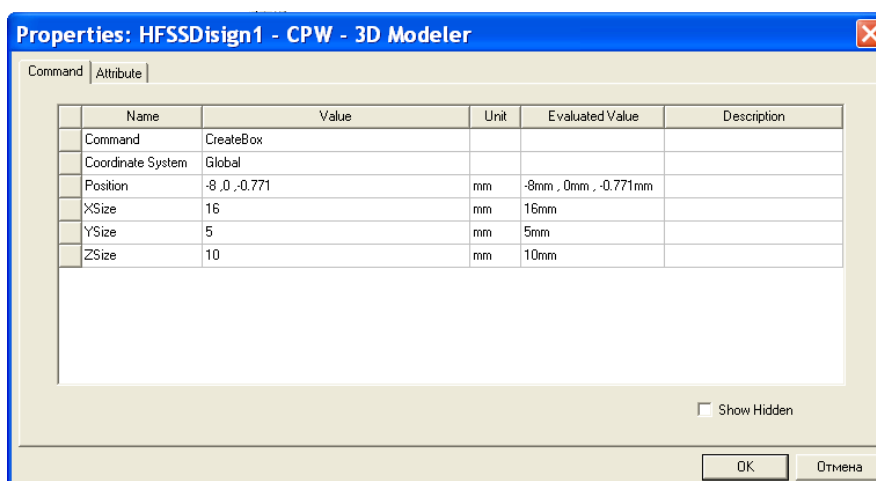 Properties: HFSSDisign1 - CPW - 3D Modeler
Command Attribute
Name Value Unit Evaluated Value Description
Command CreateBox
Coordinate System Global
Position -8 ,0 ,-0.771 mm -8mm , 0mm , -0.771mm
XSize 16 mm 16mm
YSize 5 mm 5mm
ZSize 10 mm 10mm
Show Hidden
OK Отмена